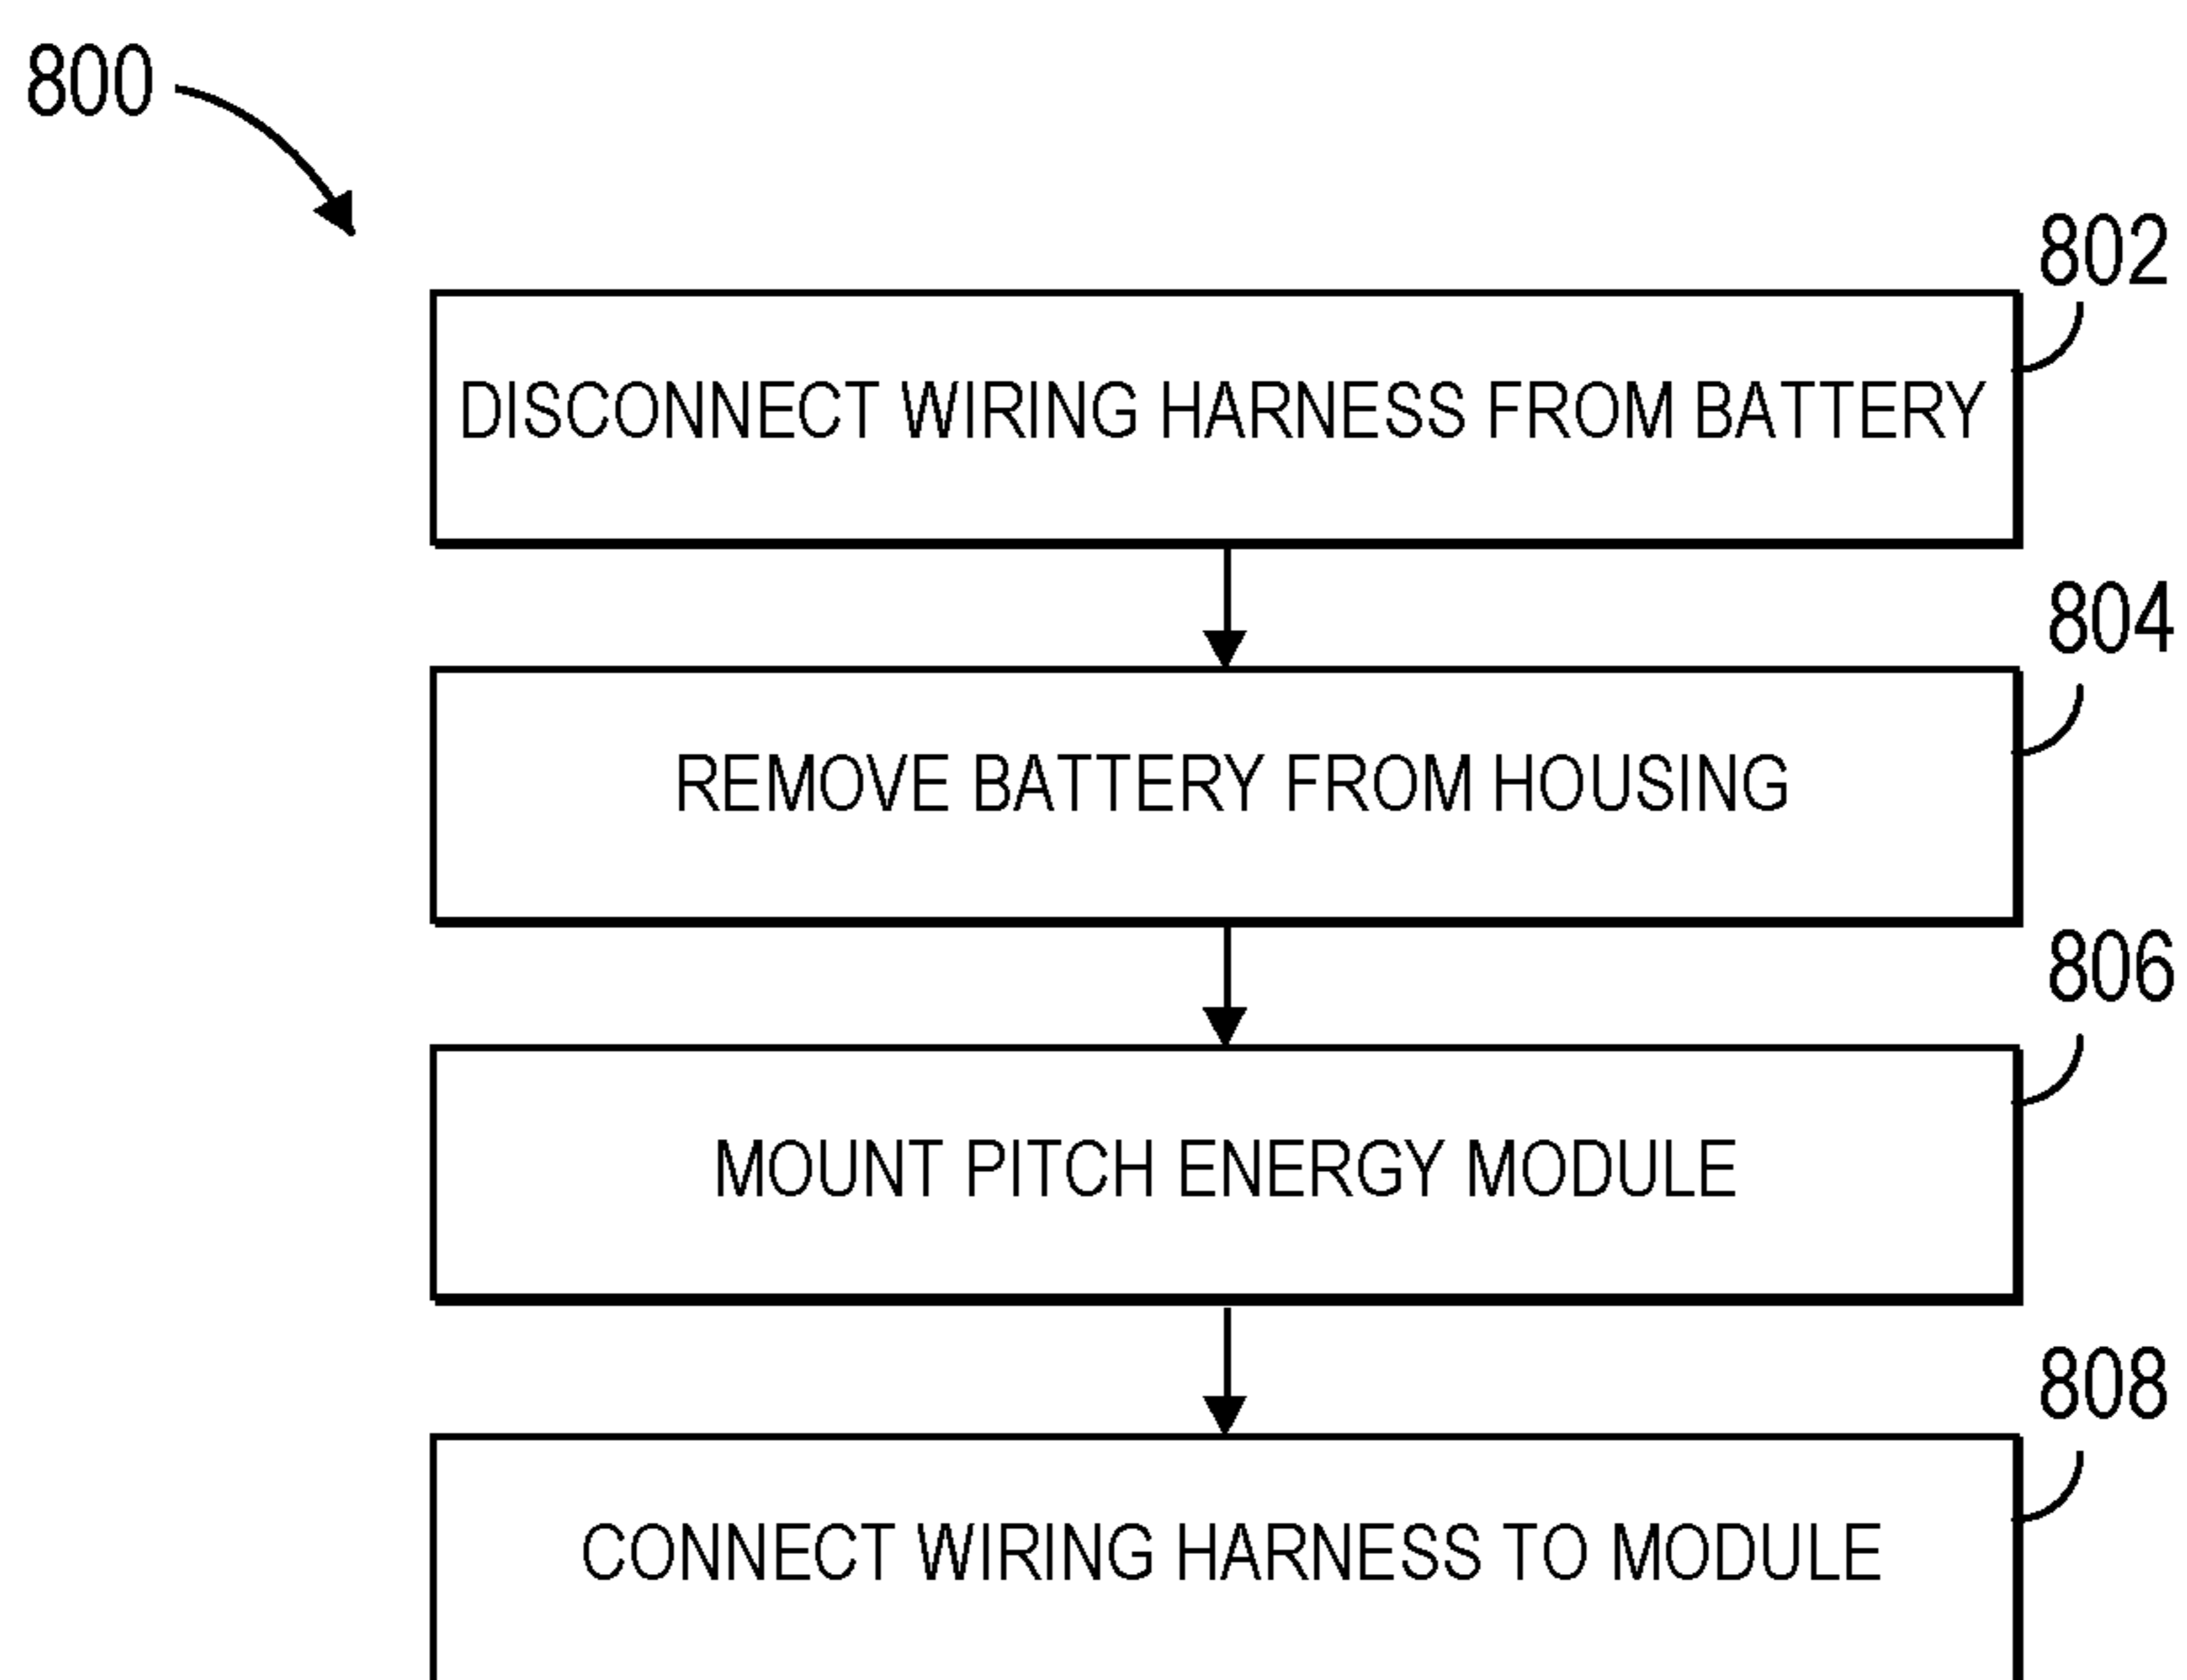 800
802
DISCONNECT WIRING HARNESS FROM BATTERY
804
REMOVE BATTERY FROM HOUSING
806
MOUNT PITCH ENERGY MODULE
808
CONNECT WIRING HARNESS TO MODULE